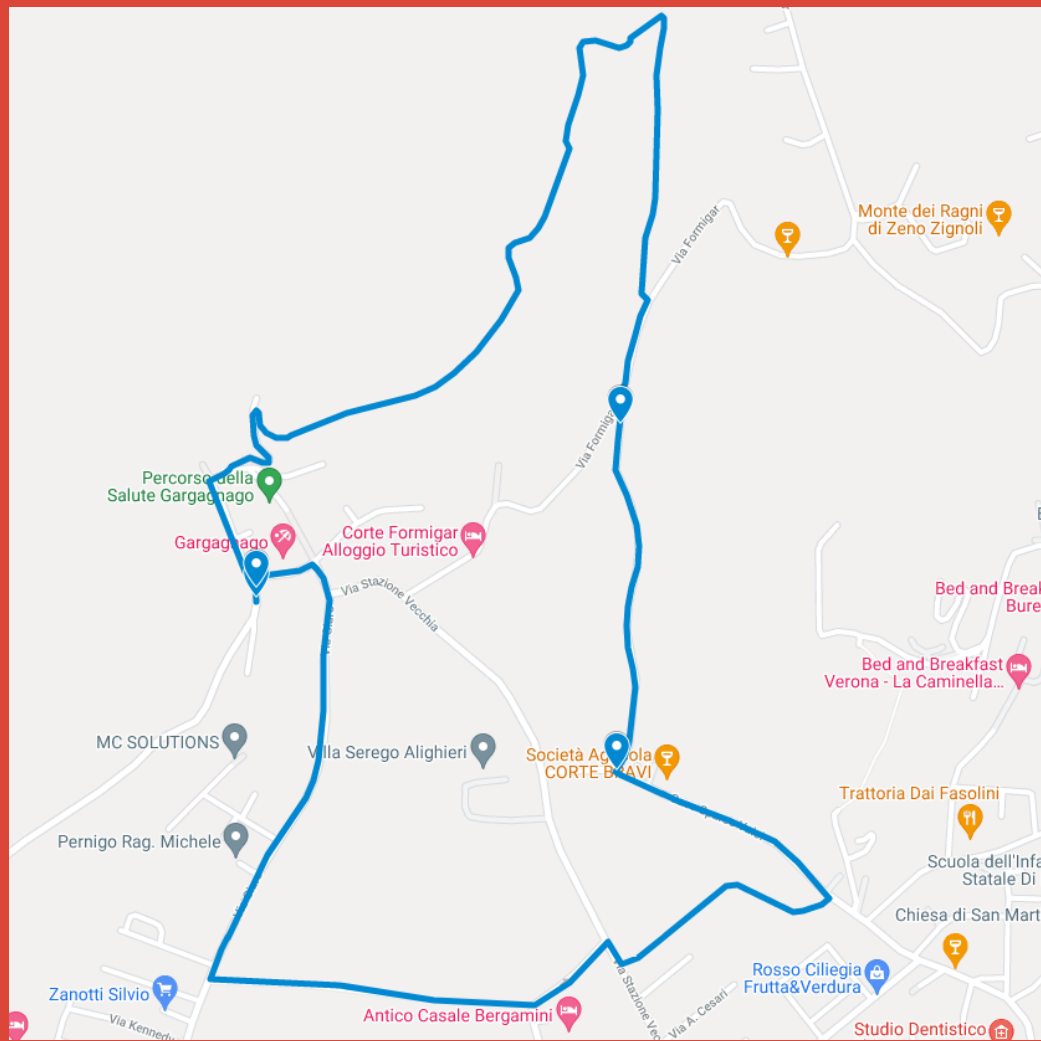 Monte dei Ragni
di Zeno Zignoli
Via Formigar
Via Formigar
Percorso della
Salute Gargagnago
Gargagnago
Corte Formigar
Alloggio Turistico
Via Stazione Vecchia
Bed and Break
Bure
Bed and Breakfast
Verona - La Caminella...
MC SOLUTIONS
Villa Serego Alighieri
Società Agricola
CORTE BRAVI
Trattoria Dai Fasolini
Pernigo Rag. Michele
Scuola dell'Infa
Statale Di
Chiesa di San Mart
Rosso Ciliegia
Frutta&Verdura
Zanotti Silvio
Via Kennedy
Antico Casale Bergamini
Via Stazione Vec
Via A. Cesari
Studio Dentistico